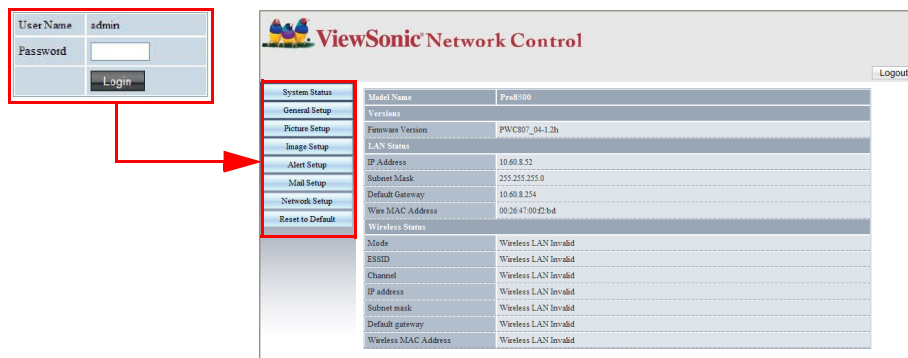 UserName admin
Password
Login
ViewSonic® Network Control
Logout
System Status
General Setup
Picture Setup
Image Setup
Alert Setup
Mail Setup
Network Setup
Reset to Default
Model Name Pro8500
Versions
Firmware Version PWC807_04-1.2h
LAN Status
IP Address 10.60.8.52
Subnet Mask 255.255.255.0
Default Gateway 10.60.8.254
Wire MAC Address 00:26:47:00:f2:bd
Wireless Status
Mode Wireless LAN Invalid
ESSID Wireless LAN Invalid
Channel Wireless LAN Invalid
IP address Wireless LAN Invalid
Subnet mask Wireless LAN Invalid
Default gateway Wireless LAN Invalid
Wireless MAC Address Wireless LAN Invalid